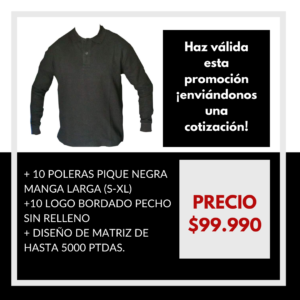 Haz válida
esta
promoción
¡enviándonos
una
cotización!
+ 10 POLERAS PIQUE NEGRA
MANGA LARGA (S-XL)
+10 LOGO BORDADO PECHO
SIN RELLENO
+ DISEÑO DE MATRIZ DE
HASTA 5000 PTDAS.
PRECIO
$99.990